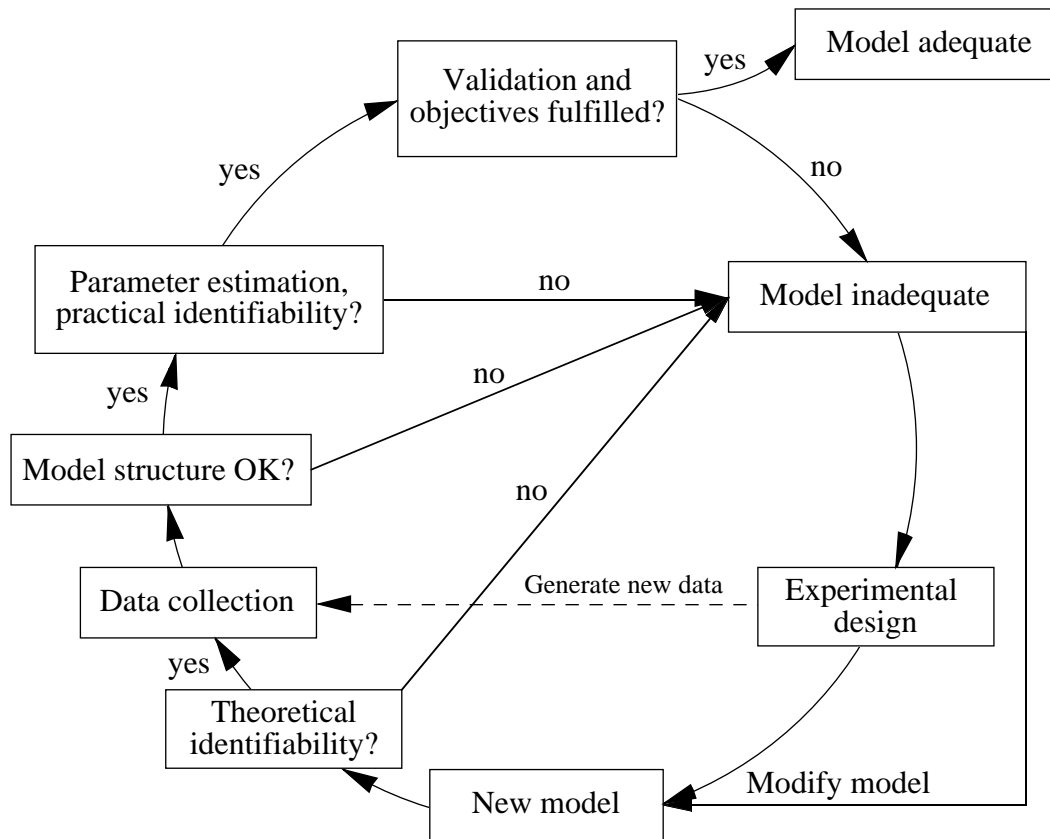 Model adequate
yes
Validation and
objectives fulfilled?
yes
no
Parameter estimation,
practical identifiability?
no
Model inadequate
yes
no
Model structure OK?
no
Data collection
Generate new data
Experimental
design
yes
Theoretical
identifiability?
Modify model
New model